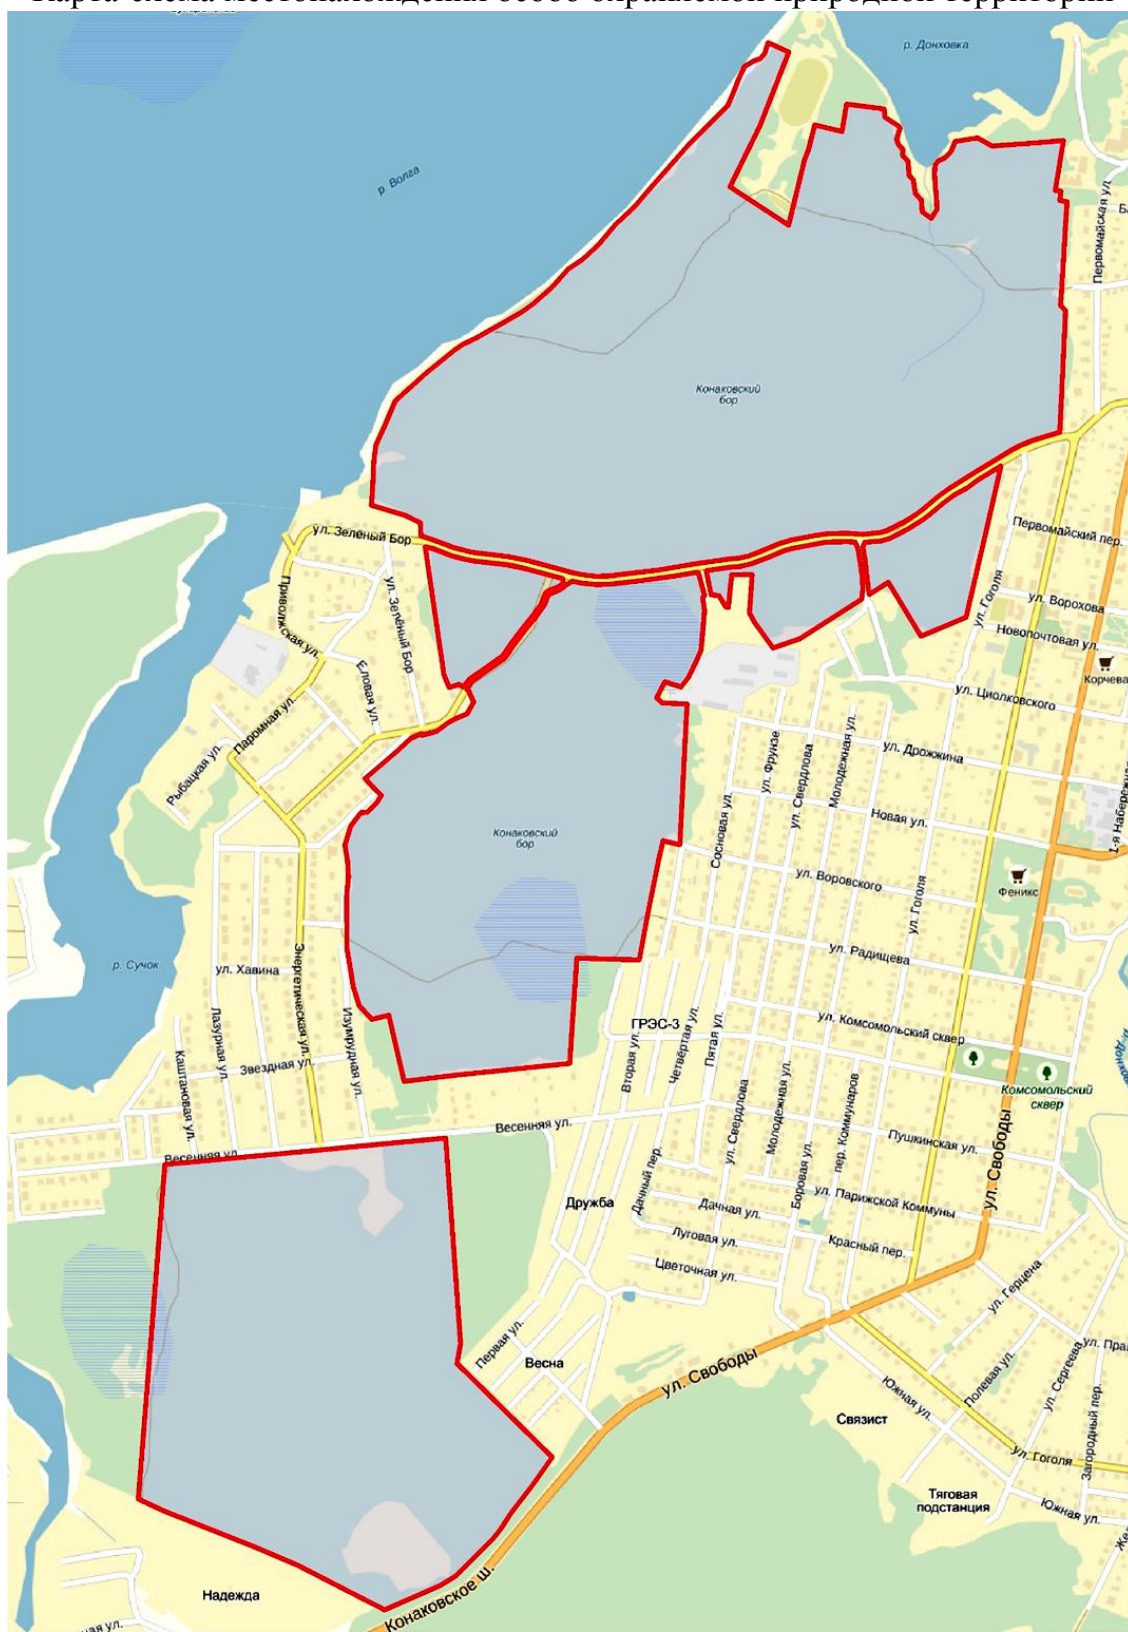 Карта-схема местонахождения особо охраняемой природной территории
р. Донховка
р. Волга
Первомайская ул.
Конаковский
бор
ул. Зелёный Бор
Первомайский пер.
Приволжская ул.
ул. Зелёный Бор
ул. Гоголя
ул. Ворохова
Новопочтовая ул.
Корчева
Еловая ул.
ул. Циолковского
Паромная ул.
Рыбацкая ул.
ул. Фрунзе
ул. Свердлова
Молодежная ул.
ул. Дрожжина
1-я Набережная
Сосновая ул.
Новая ул.
Конаковский
бор
ул. Воровского
Феникс
ул. Гоголя
ул. Радищева
р. Сучок
ул. Хавина
Энергетическая ул.
Лазурная ул.
Изумрудная ул.
ГРЭС-3
Вторая ул.
Четвёртая ул.
Пятая ул.
ул. Комсомольский сквер
Каштановая ул.
Звездная ул.
ул. Свердлова
Молодежная ул.
пер. Коммунаров
Комсомольский
сквер
Весенняя ул.
Весенняя ул.
Пушкинская ул.
ул. Свободы
Боровая ул.
Дачный пер.
Дружба
Дачная ул.
ул. Парижской Коммуны
Луговая ул.
Красный пер.
Цветочная ул.
ул. Герцена
Первая ул.
Весна
ул. Свободы
ул. Сергеева
Полевая ул.
Южная ул.
Связист
Загородный пер.
ул. Гоголя
Тяговая
подстанция
Южная ул.
Надежда
Конаковское ш.